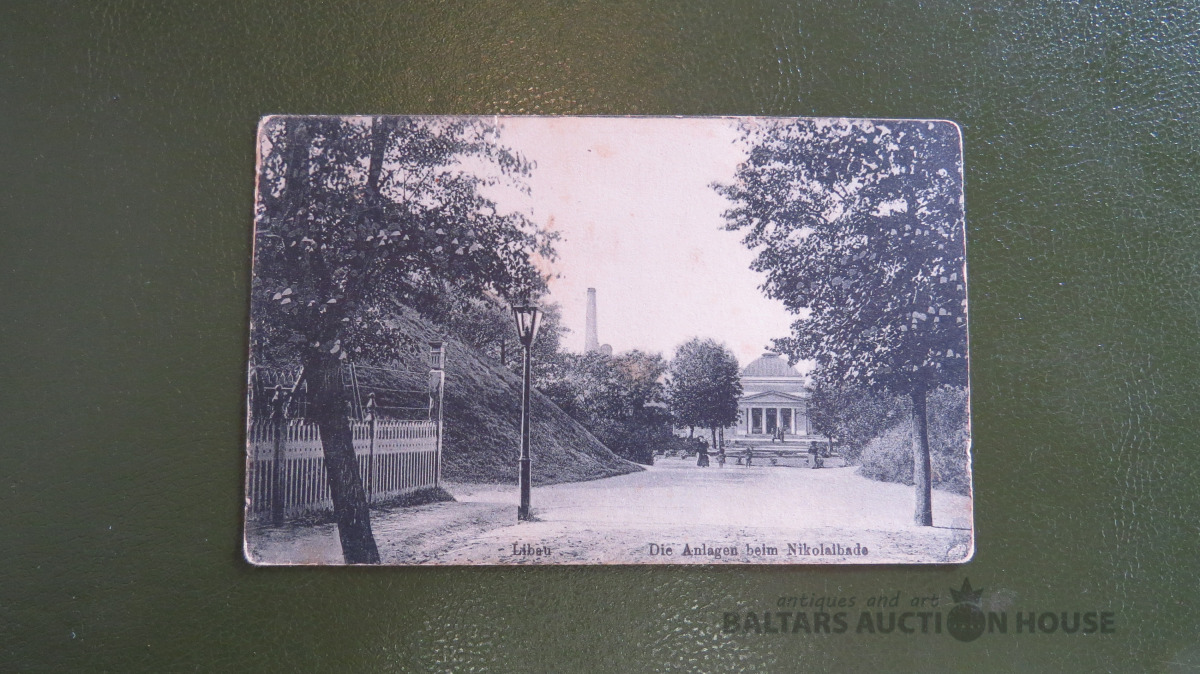 Libau Die Anlagen beim Nikolaibade
antiques and art
BALTARS AUCTION HOUSE